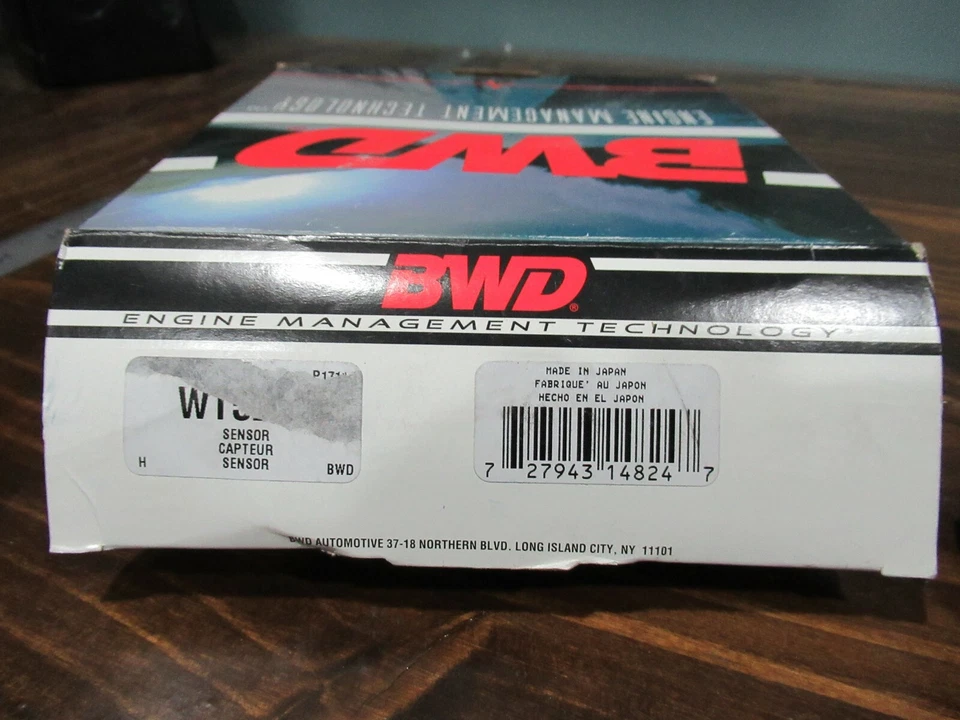 ENGINE MANAGEMENT TECHNOLOGY
BWD
BWD®
ENGINE MANAGEMENT TECHNOLOGY
SENSOR
CAPTEUR
SENSOR
H BWD
MADE IN JAPAN
FABRIQUE' AU JAPON
HECHO EN EL JAPON
7 27943 14824 7
BWD AUTOMOTIVE 37-18 NORTHERN BLVD. LONG ISLAND CITY, NY 11101